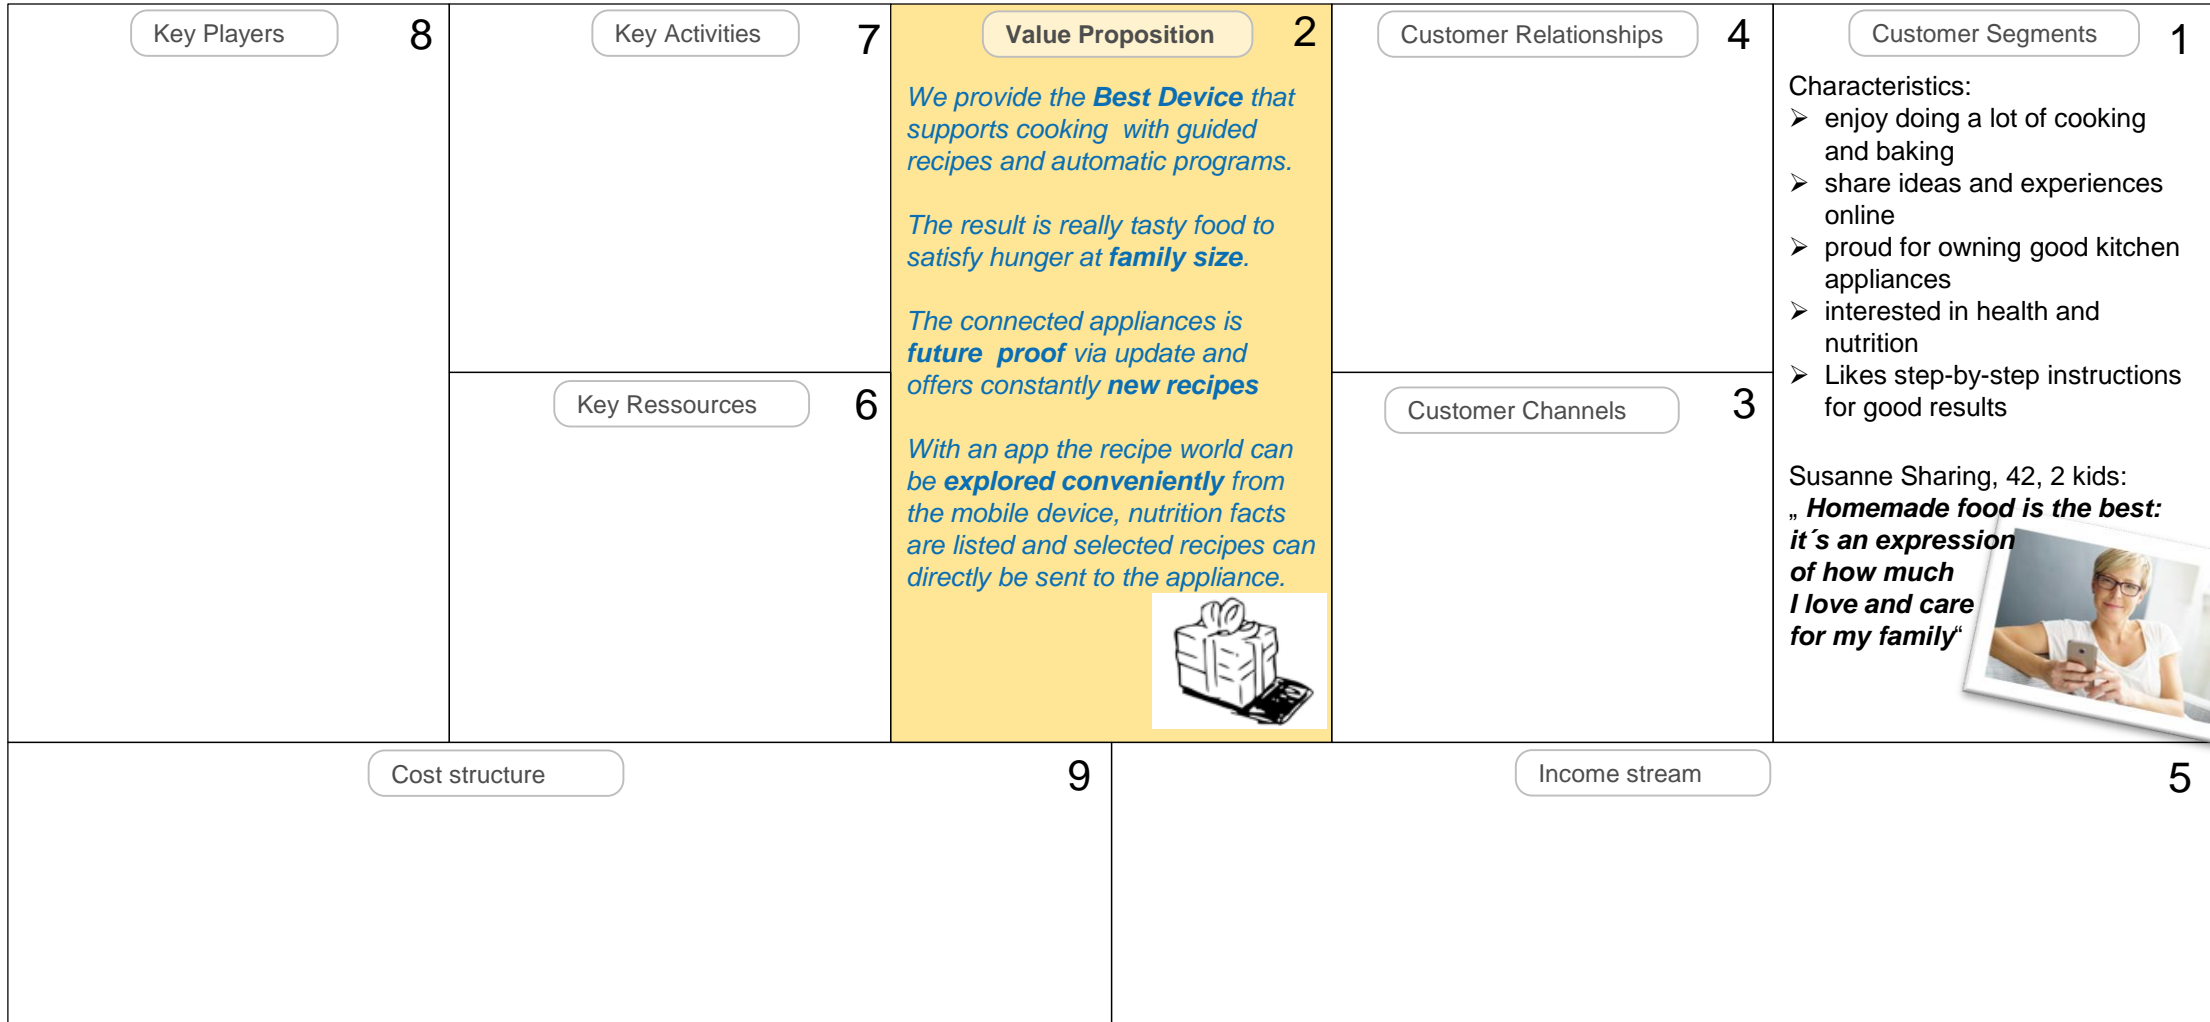 Key Players
8
Key Activities
7
Value Proposition
2
We provide the Best Device that
supports cooking with guided
recipes and automatic programs.
The result is really tasty food to
satisfy hunger at family size.
The connected appliances is
future proof via update and
offers constantly new recipes
With an app the recipe world can
be explored conveniently from
the mobile device, nutrition facts
are listed and selected recipes can
directly be sent to the appliance.
Customer Relationships
4
Customer Segments
1
Characteristics:
➢ enjoy doing a lot of cooking
and baking
➢ share ideas and experiences
online
➢ proud for owning good kitchen
appliances
➢ interested in health and
nutrition
➢ Likes step-by-step instructions
for good results
Susanne Sharing, 42, 2 kids:
„ Homemade food is the best:
it´s an expression
of how much
I love and care
for my family“
Key Ressources
6
Customer Channels
3
Cost structure
9
Income stream
5